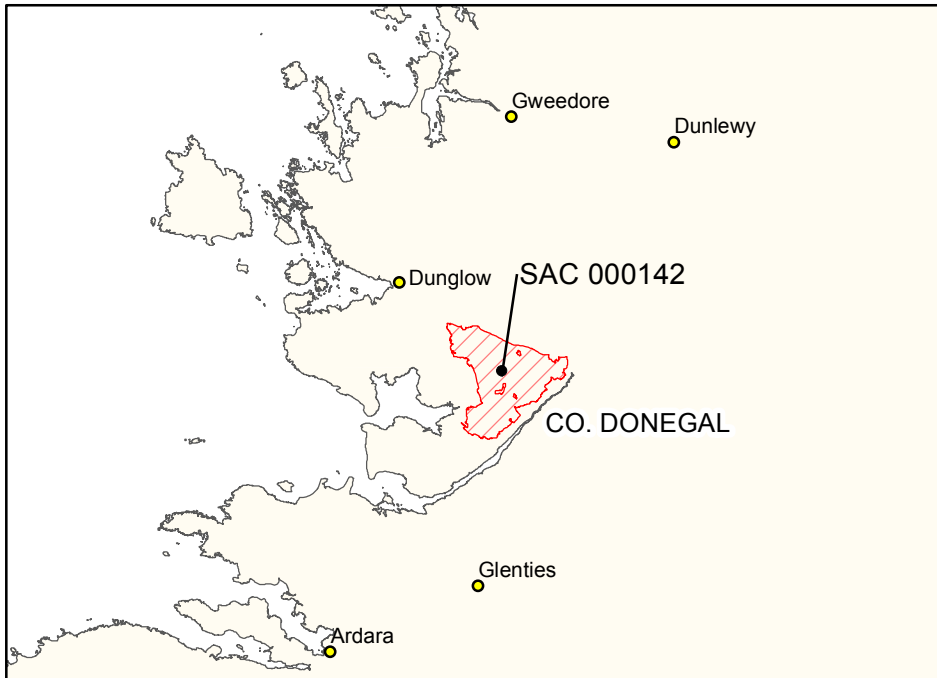 Gweedore
Dunlewy
Dunglow
SAC 000142
CO. DONEGAL
Glenties
Ardara